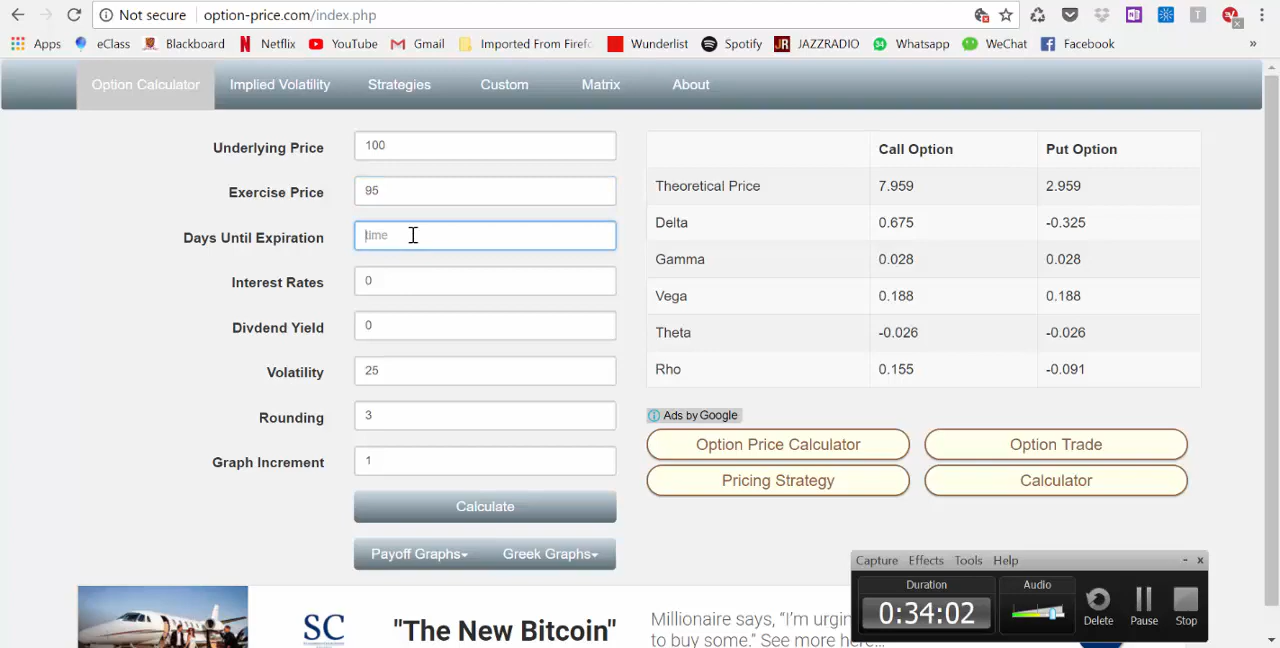 Not secure option-price.com/index.php
Apps eClass Blackboard Netflix YouTube Gmail Imported From Firefo Wunderlist Spotify JAZZRADIO Whatsapp WeChat Facebook »
Option Calculator Implied Volatility Strategies Custom Matrix About
Underlying Price 100
Exercise Price 95
Days Until Expiration time
Interest Rates 0
Divdend Yield 0
Volatility 25
Rounding 3
Graph Increment 1
Calculate
Payoff Graphs Greek Graphs
Call Option Put Option
Theoretical Price 7.959 2.959
Delta 0.675 -0.325
Gamma 0.028 0.028
Vega 0.188 0.188
Theta -0.026 -0.026
Rho 0.155 -0.091
Ads by Google
Option Price Calculator Option Trade
Pricing Strategy Calculator
SC
"The New Bitcoin"
Millionaire says, “I’m urgin
to buy some.” See more here...
Capture Effects Tools Help - x
Duration Audio
0:34:02
Delete Pause Stop